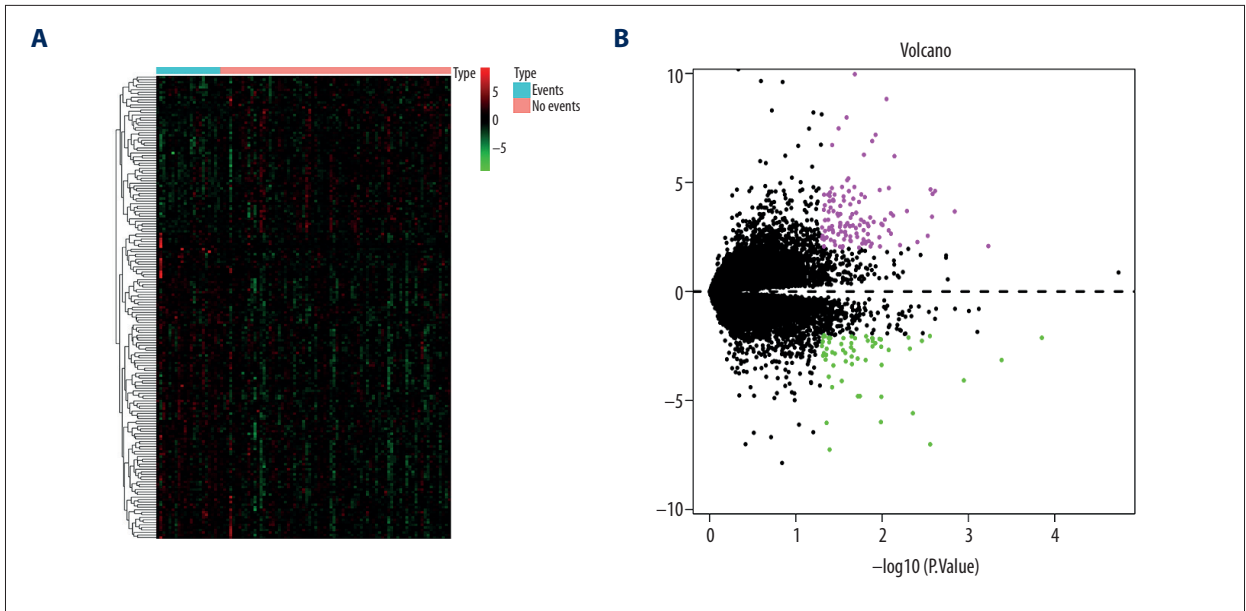 A
Type
5
0
−5
Type
Events
No events
B
Volcano
10
5
0
−5
−10
0 1 2 3 4
−log10 (P.Value)